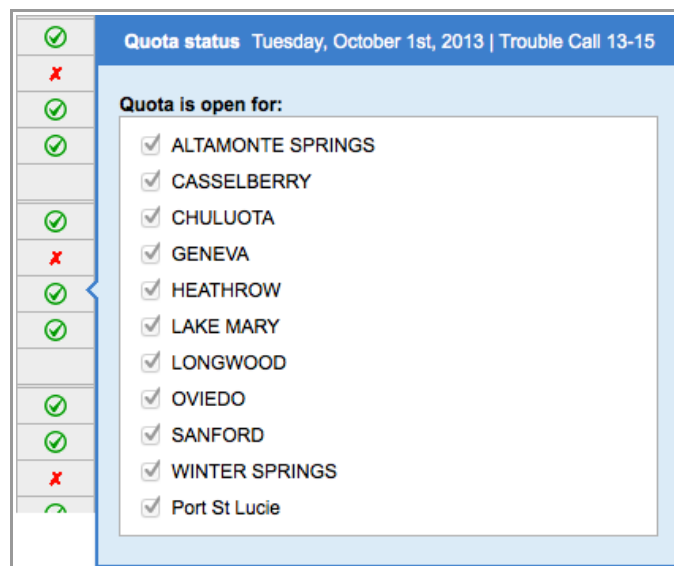 Quota status Tuesday, October 1st, 2013 | Trouble Call 13-15
Quota is open for:
ALTAMONTE SPRINGS
CASSELBERRY
CHULUOTA
GENEVA
HEATHROW
LAKE MARY
LONGWOOD
OVIEDO
SANFORD
WINTER SPRINGS
Port St Lucie